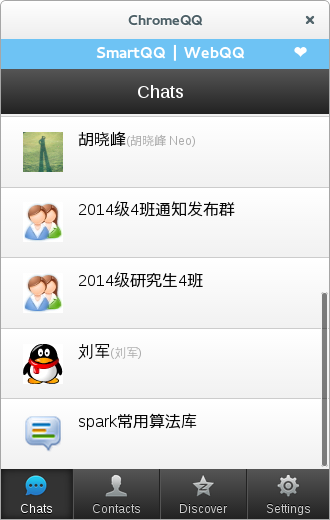 ChromeQQ
SmartQQ | WebQQ
Chats
胡晓峰(胡晓峰 Neo)
2014级4班通知发布群
2014级研究生4班
刘军(刘军)
spark常用算法库
Chats Contacts Discover Settings